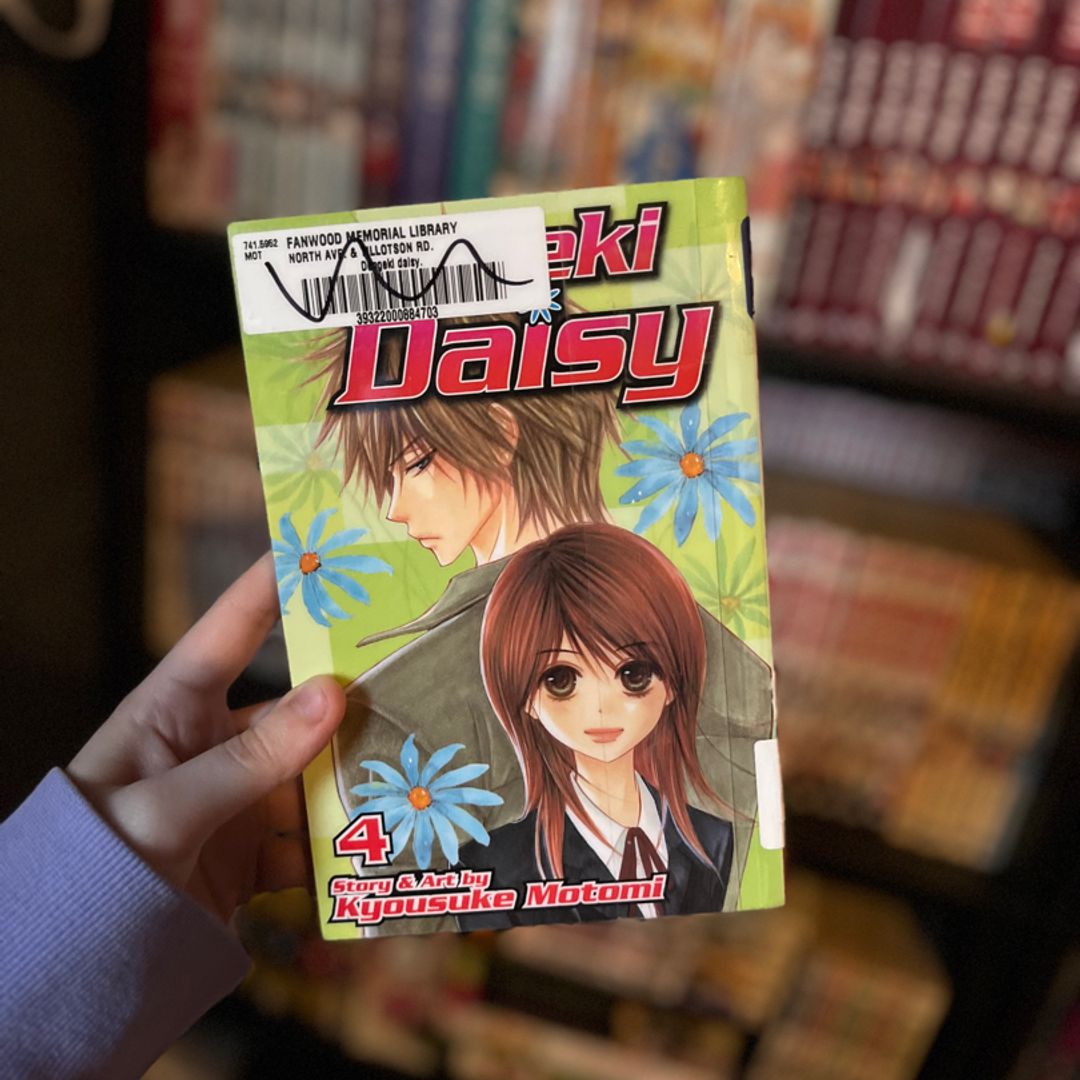 741.5952
MOT
FANWOOD MEMORIAL LIBRARY
NORTH AVE. & TILLOTSON RD.
Dengeki daisy.
39322000884703
eki
Daisy
4
Story & Art by
Kyousuke Motomi